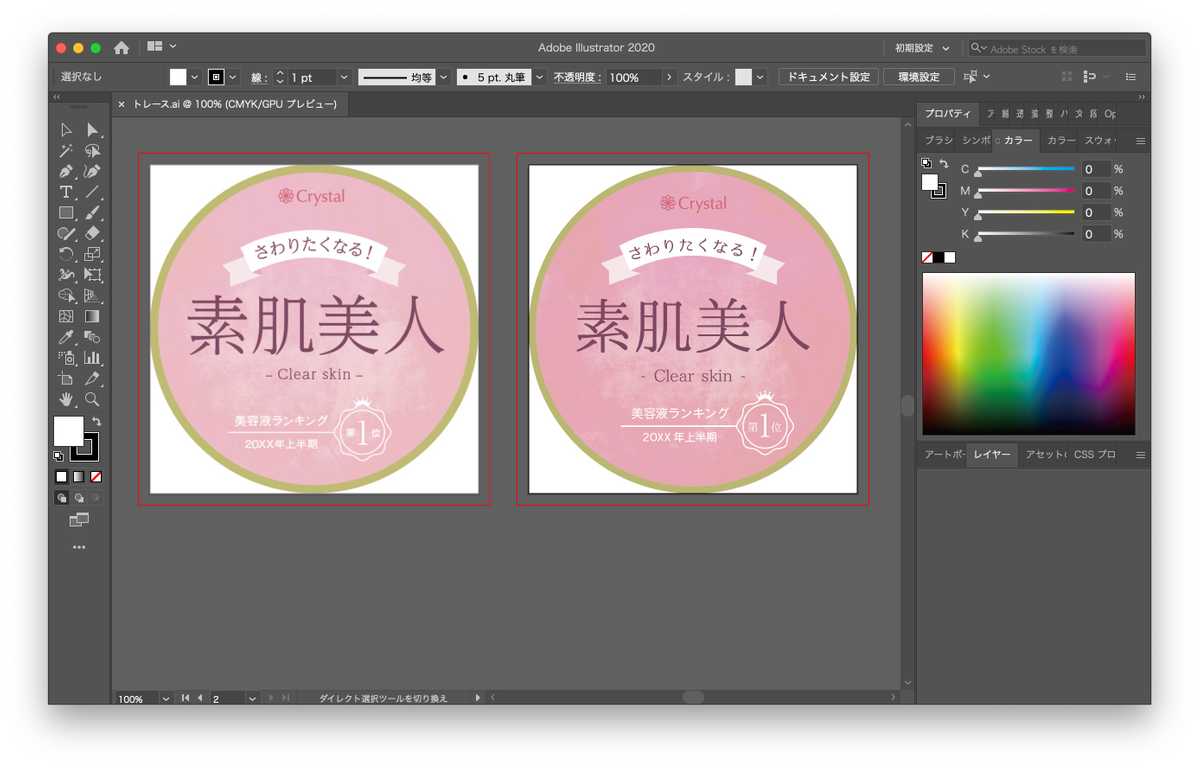 Adobe Illustrator 2020
初期設定
Adobe Stock を検索
選択なし
線: 1 pt 均等 5 pt. 丸筆 不透明度: 100% スタイル: ドキュメント設定 環境設定
× トレース.ai @ 100% (CMYK/GPU プレビュー)
Crystal
さわりたくなる!
素肌美人
– Clear skin –
美容液ランキング
20XX年上半期
第1位
Crystal
さわりたくなる!
素肌美人
- Clear skin -
美容液ランキング
20XX年上半期
第1位
プロパティ
ブラシ シンボ カラー カラー スウォ
C 0 %
M 0 %
Y 0 %
K 0 %
アートボ レイヤー アセット CSS プロ
100% 2 ダイレクト選択ツールを切り換え